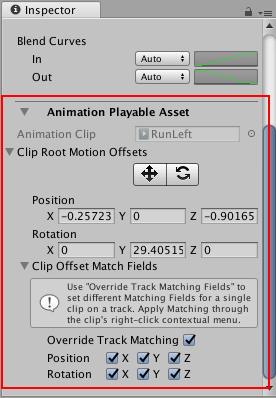 Inspector
Blend Curves
In Auto
Out Auto
Animation Playable Asset
Animation Clip RunLeft
Clip Root Motion Offsets
Position
X -0.25723 Y 0 Z -0.90165
Rotation
X 0 Y 29.40515 Z 0
Clip Offset Match Fields
Use "Override Track Matching Fields" to
set different Matching Fields for a single
clip on a track. Apply Matching through
the clip's right-click contextual menu.
Override Track Matching
Position X Y Z
Rotation X Y Z